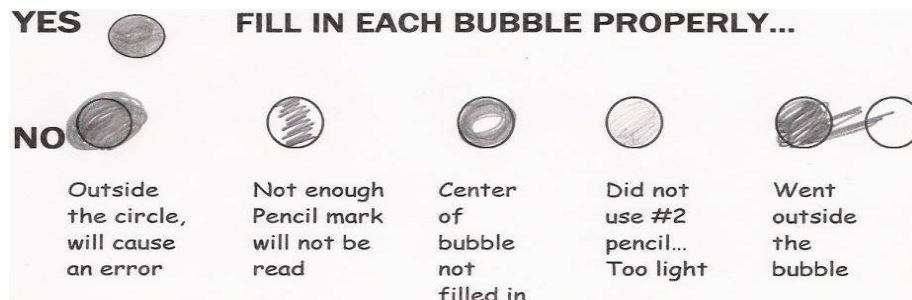 YES FILL IN EACH BUBBLE PROPERLY...
NO
Outside
the circle,
will cause
an error
Not enough
Pencil mark
will not be
read
Center
of
bubble
not
filled in
Did not
use #2
pencil...
Too light
Went
outside
the
bubble